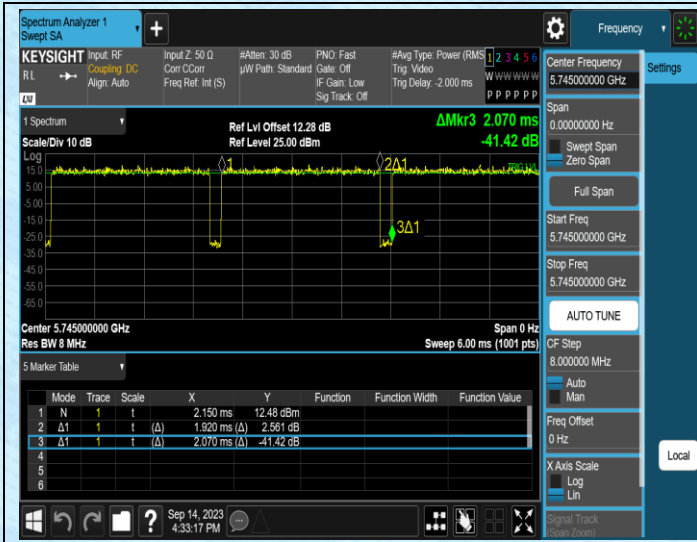 Spectrum Analyzer 1
Swept SA
Frequency
KEYSIGHT Input: RF Input Z: 50 Ω #Atten: 30 dB PNO: Fast #Avg Type: Power (RMS 1 2 3 4 5 6
RL Coupling: DC Corr CCorr µW Path: Standard Gate: Off Trig: Video W W W W W W
Align: Auto Freq Ref: Int (S) IF Gain: Low Trig Delay: -2.000 ms P P P P P P
LXI Sig Track: Off
1 Spectrum
Scale/Div 10 dB
Ref Lvl Offset 12.28 dB
Ref Level 25.00 dBm
ΔMkr3 2.070 ms
-41.42 dB
Log
15.0
5.00
-5.00
-15.0
-25.0
-35.0
-45.0
-55.0
-65.0
1
2Δ1
3Δ1
TRIG LVL
Center 5.745000000 GHz Span 0 Hz
Res BW 8 MHz Sweep 6.00 ms (1001 pts)
5 Marker Table
Mode Trace Scale X Y Function Function Width Function Value
1 N 1 t 2.150 ms 12.48 dBm
2 Δ1 1 t (Δ) 1.920 ms (Δ) 2.561 dB
3 Δ1 1 t (Δ) 2.070 ms (Δ) -41.42 dB
4
5
6
Sep 14, 2023
4:33:17 PM
Center Frequency
5.745000000 GHz
Settings
Span
0.00000000 Hz
Swept Span
Zero Span
Full Span
Start Freq
5.745000000 GHz
Stop Freq
5.745000000 GHz
AUTO TUNE
CF Step
8.000000 MHz
Auto
Man
Freq Offset
0 Hz
X Axis Scale
Log
Lin
Local
Signal Track
(Span Zoom)